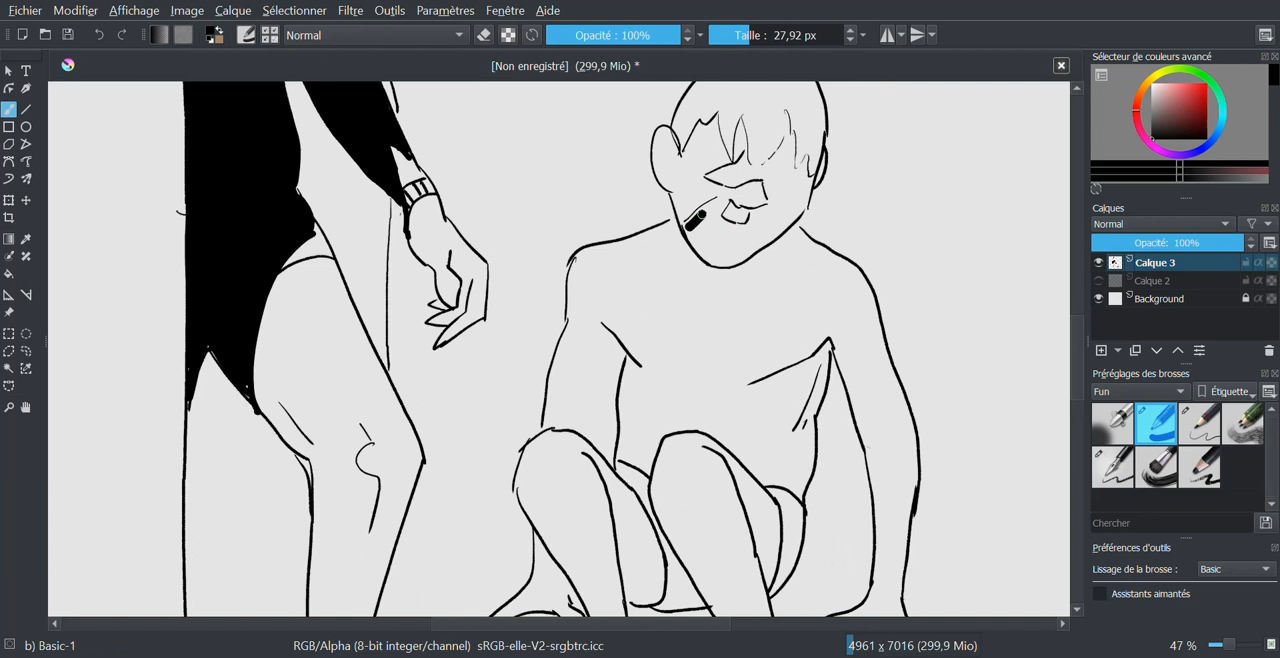 Fichier Modifier Affichage Image Calque Sélectionner Filtre Outils Paramètres Fenêtre Aide
Normal Opacité : 100% Taille : 27,92 px
[Non enregistré] (299,9 Mio) *
Sélecteur de couleurs avancé
Calques
Normal
Opacité: 100%
Calque 3
Calque 2
Background
Préréglages des brosses
Fun Étiquette
Chercher
Préférences d'outils
Lissage de la brosse : Basic
Assistants aimantés
b) Basic-1 RGB/Alpha (8-bit integer/channel) sRGB-elle-V2-srgbtrc.icc 4961 x 7016 (299,9 Mio) 47 %